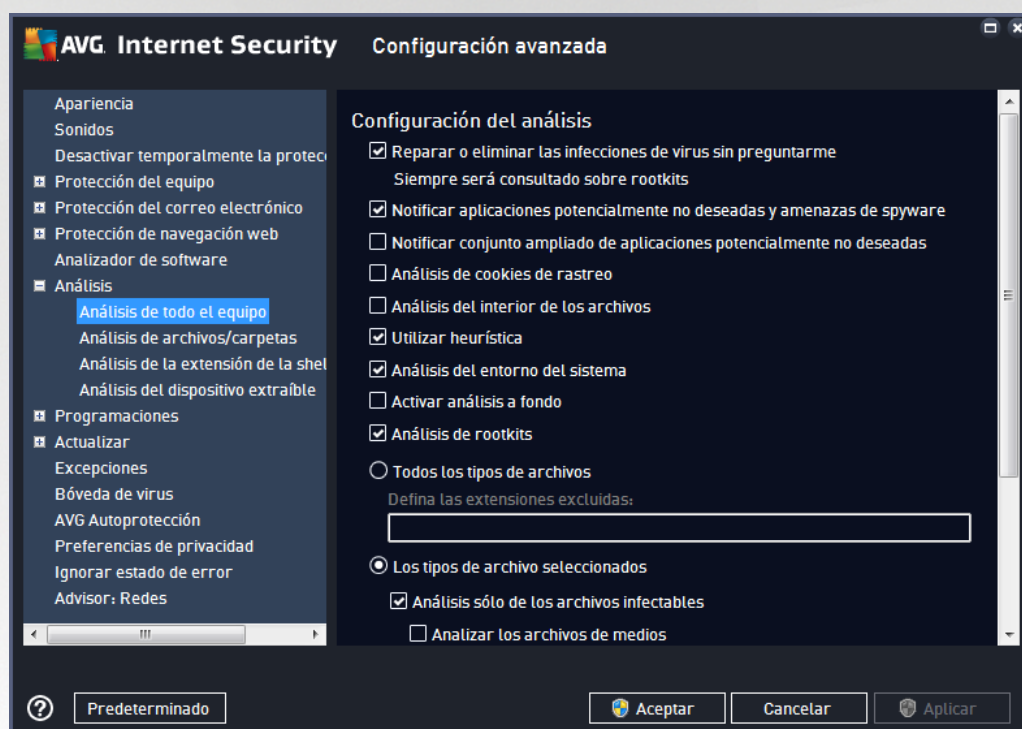 AVG. Internet Security
Configuración avanzada
Apariencia
Sonidos
Desactivar temporalmente la protec
Protección del equipo
Protección del correo electrónico
Protección de navegación web
Analizador de software
Análisis
Análisis de todo el equipo
Análisis de archivos/carpetas
Análisis de la extensión de la shel
Análisis del dispositivo extraíble
Programaciones
Actualizar
Excepciones
Bóveda de virus
AVG Autoprotección
Preferencias de privacidad
Ignorar estado de error
Advisor: Redes
Configuración del análisis
Reparar o eliminar las infecciones de virus sin preguntarme
Siempre será consultado sobre rootkits
Notificar aplicaciones potencialmente no deseadas y amenazas de spyware
Notificar conjunto ampliado de aplicaciones potencialmente no deseadas
Análisis de cookies de rastreo
Análisis del interior de los archivos
Utilizar heurística
Análisis del entorno del sistema
Activar análisis a fondo
Análisis de rootkits
Todos los tipos de archivos
Defina las extensiones excluidas:
Los tipos de archivo seleccionados
Análisis sólo de los archivos infectables
Analizar los archivos de medios
Predeterminado
Aceptar
Cancelar
Aplicar